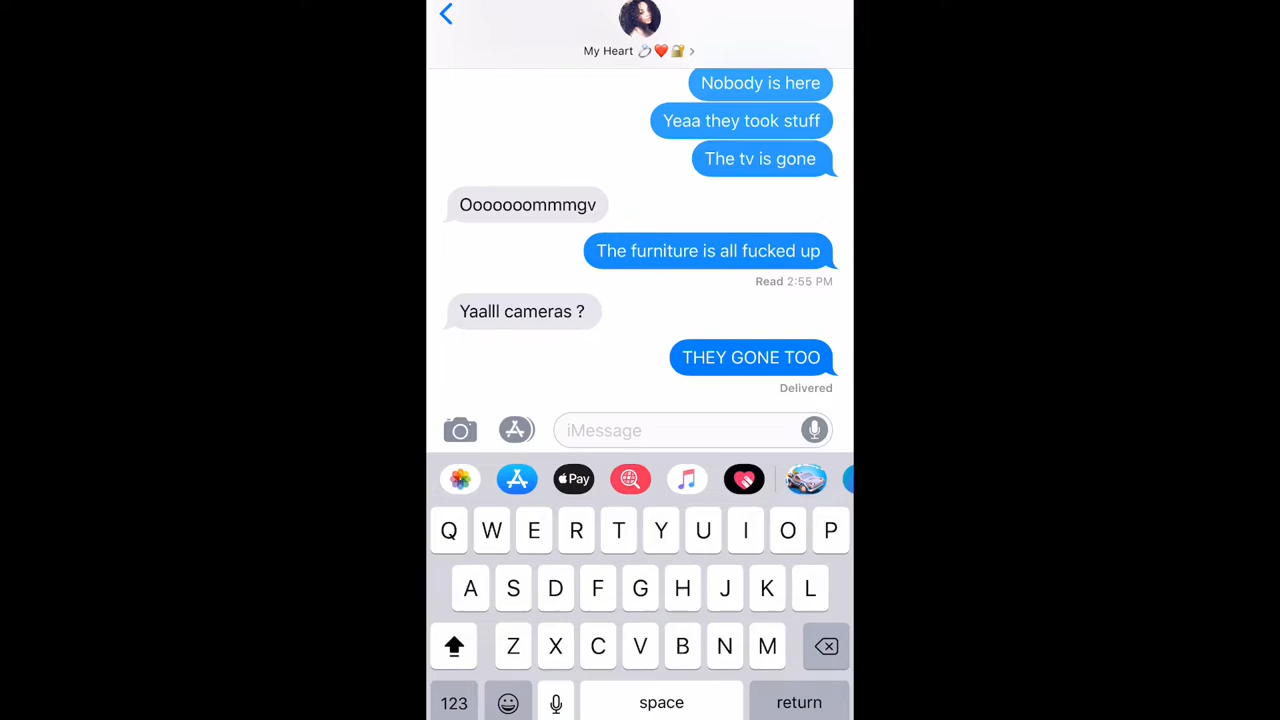 My Heart 💍❤️🔐 >
Nobody is here
Yeaa they took stuff
The tv is gone
Ooooooommmgv
The furniture is all fucked up
Read 2:55 PM
Yaalll cameras ?
THEY GONE TOO
Delivered
iMessage
Pay
Q W E R T Y U I O P
A S D F G H J K L
Z X C V B N M
123 space return